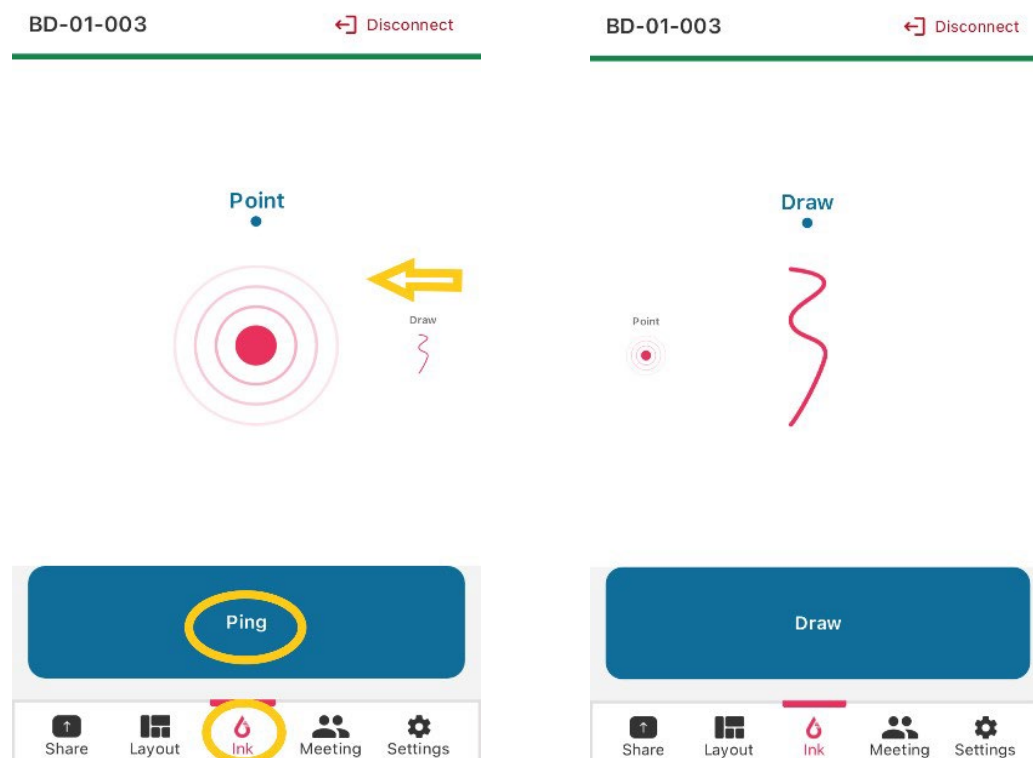 BD-01-003 Disconnect
Point
Draw
Ping
Share Layout Ink Meeting Settings
BD-01-003 Disconnect
Draw
Point
Draw
Share Layout Ink Meeting Settings